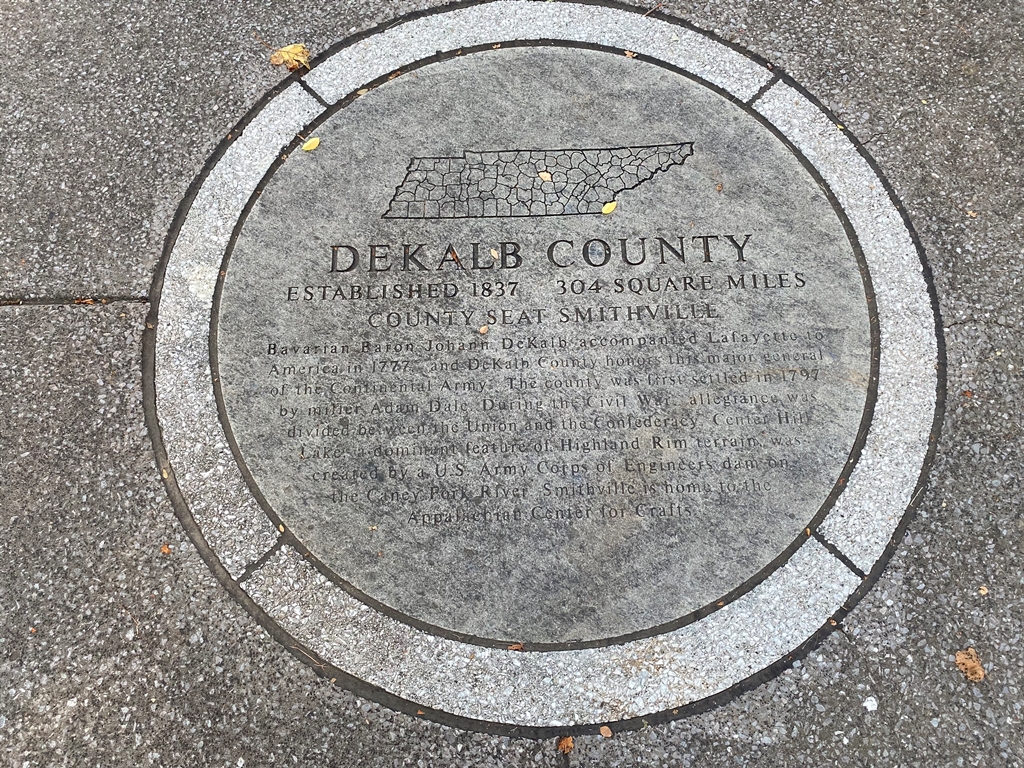 DEKALB COUNTY
ESTABLISHED 1837 304 SQUARE MILES
COUNTY SEAT SMITHVILLE
Bavarian Baron Johann DeKalb accompanied Lafayette to
America in 1777, and DeKalb County honors this major general
of the Continental Army. The county was first settled in 1797
by miller Adam Dale. During the Civil War, allegiance was
divided between the Union and the Confederacy. Center Hill
Lake, a dominant feature of Highland Rim terrain, was
created by a U.S. Army Corps of Engineers dam on
the Caney Fork River. Smithville is home to the
Appalachian Center for Crafts.